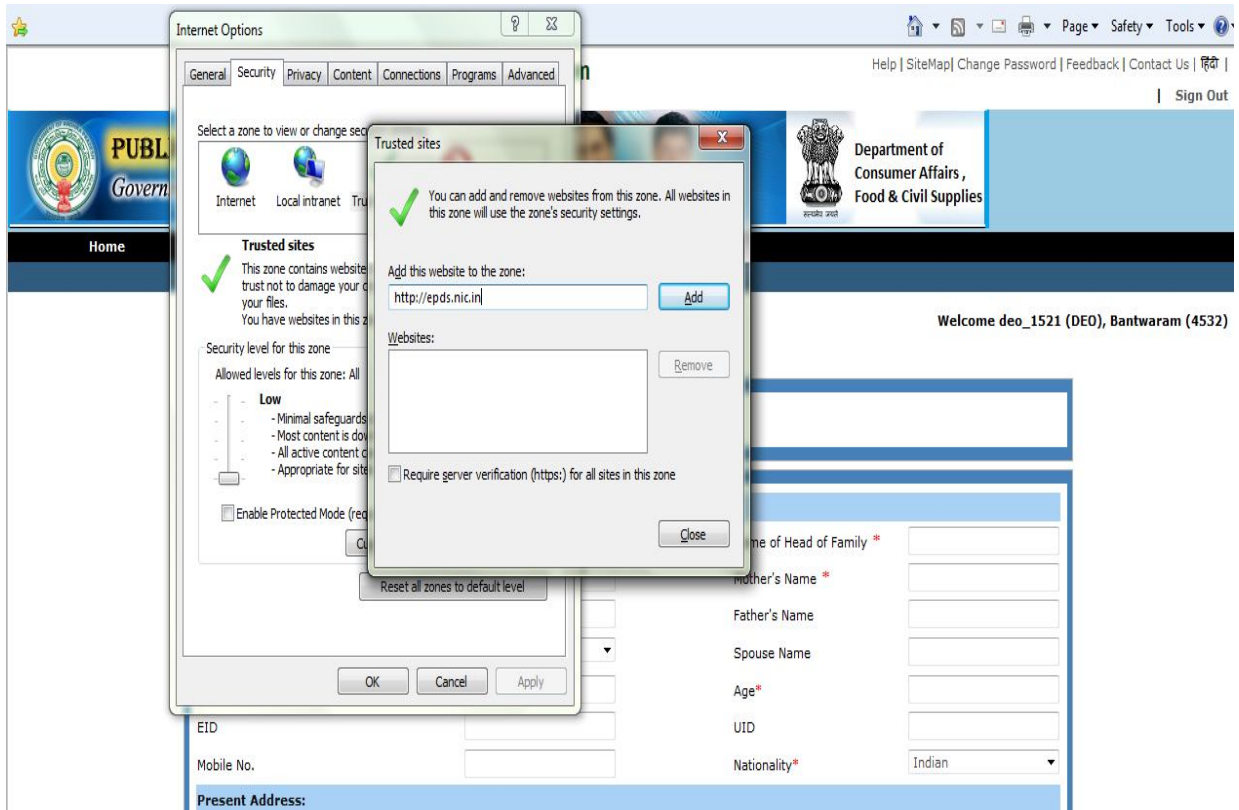 Page Safety Tools
Help | SiteMap| Change Password | Feedback | Contact Us | हिंदी |
| Sign Out
PUBL
Govern
Department of
Consumer Affairs ,
Food & Civil Supplies
सत्यमेव जयते
Home
Welcome deo_1521 (DEO), Bantwaram (4532)
Internet Options
General Security Privacy Content Connections Programs Advanced
Select a zone to view or change sec
Internet Local intranet Tru
Trusted sites
This zone contains website
trust not to damage your
your files.
You have websites in this z
Security level for this zone
Allowed levels for this zone: All
Low
- Minimal safeguards
- Most content is dow
- All active content c
- Appropriate for site
Enable Protected Mode (req
Cu
Reset all zones to default level
OK Cancel Apply
Trusted sites
You can add and remove websites from this zone. All websites in
this zone will use the zone's security settings.
Add this website to the zone:
http://epds.nic.in
Add
Websites:
Remove
Require server verification (https:) for all sites in this zone
Close
me of Head of Family *
Mother's Name *
Father's Name
Spouse Name
Age*
EID UID
Mobile No. Nationality* Indian
Present Address: